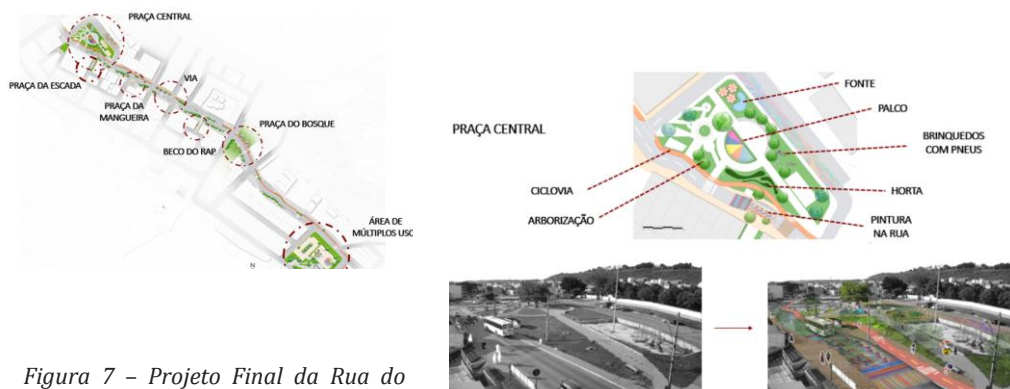 PRAÇA CENTRAL
PRAÇA DA ESCADA
PRAÇA DA
MANGUEIRA
VIA
PRAÇA DO BOSQUE
BECO DO RAP
ÁREA DE
MÚLTIPLOS USO
N
Figura 7 – Projeto Final da Rua do
PRAÇA CENTRAL
FONTE
PALCO
BRINQUEDOS
COM PNEUS
CICLOVIA
HORTA
ARBORIZAÇÃO
PINTURA
NA RUA